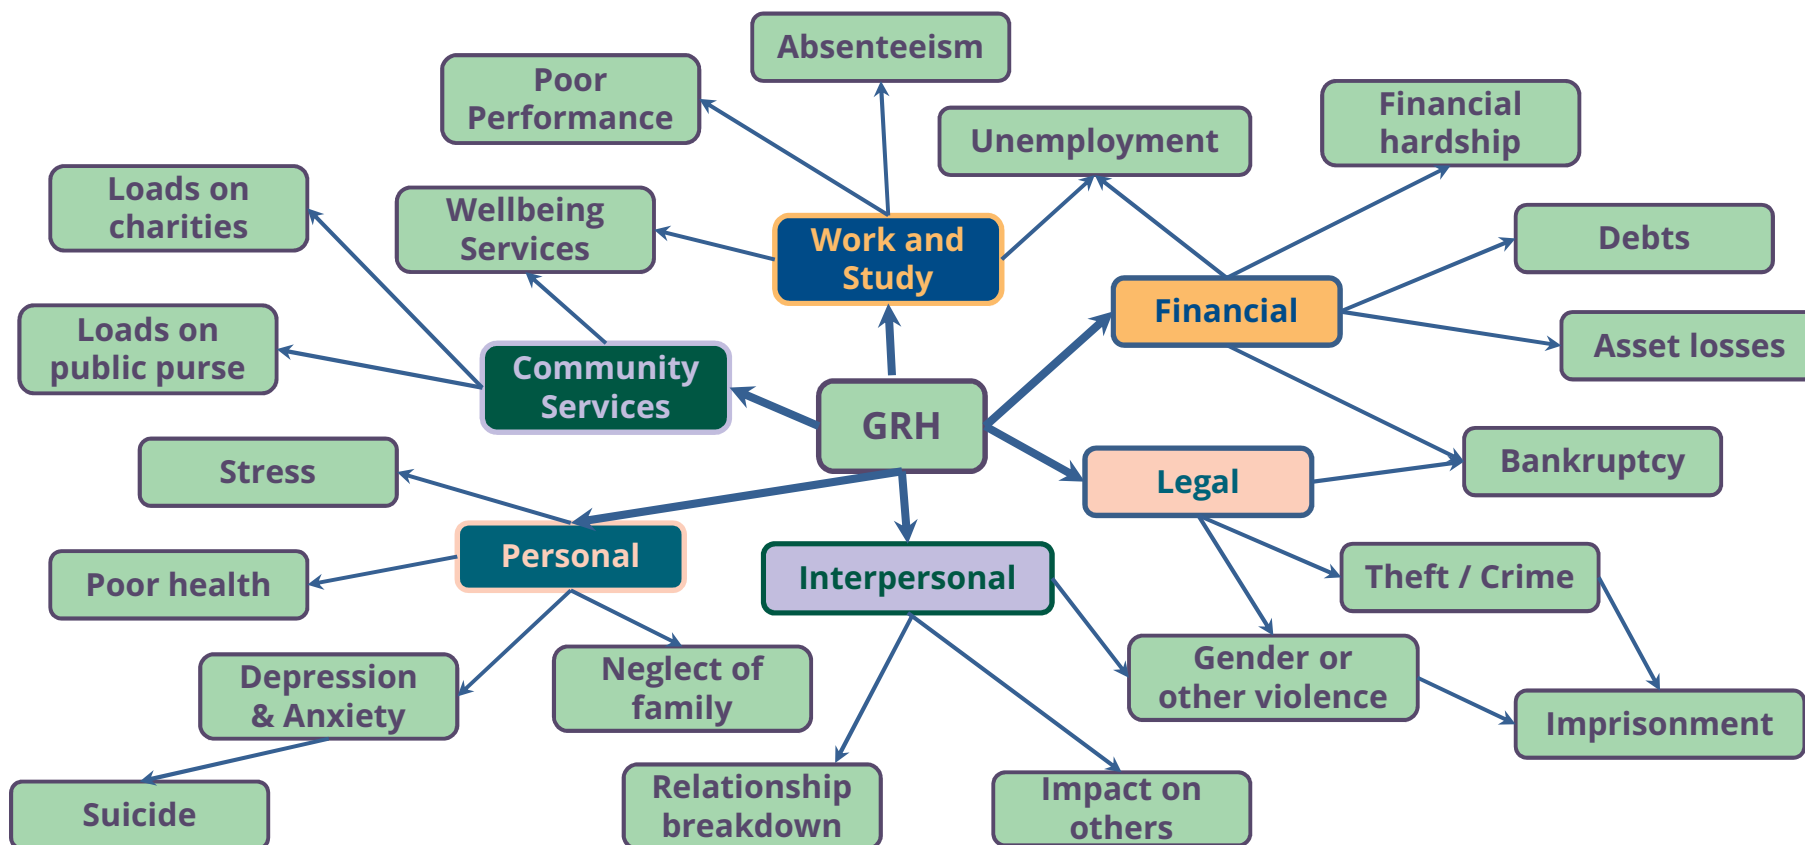 Absenteeism
Poor
Performance
Unemployment
Financial
hardship
Loads on
charities
Wellbeing
Services
Work and
Study
Debts
Financial
Loads on
public purse
Community
Services
Asset losses
GRH
Stress
Legal
Bankruptcy
Personal
Interpersonal
Theft / Crime
Poor health
Depression
& Anxiety
Neglect of
family
Gender or
other violence
Imprisonment
Suicide
Relationship
breakdown
Impact on
others